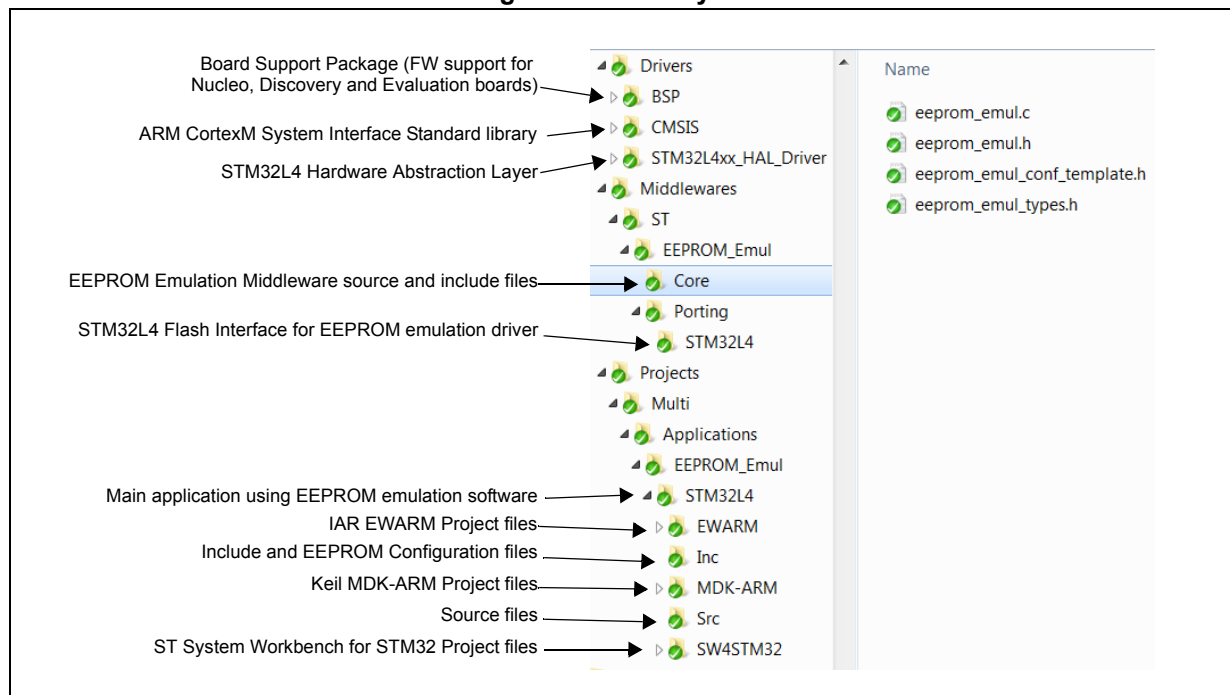 Board Support Package (FW support for
Nucleo, Discovery and Evaluation boards)
ARM CortexM System Interface Standard library
STM32L4 Hardware Abstraction Layer
EEPROM Emulation Middleware source and include files
STM32L4 Flash Interface for EEPROM emulation driver
Main application using EEPROM emulation software
IAR EWARM Project files
Include and EEPROM Configuration files
Keil MDK-ARM Project files
Source files
ST System Workbench for STM32 Project files
Drivers
BSP
CMSIS
STM32L4xx_HAL_Driver
Middlewares
ST
EEPROM_Emul
Core
Porting
STM32L4
Projects
Multi
Applications
EEPROM_Emul
STM32L4
EWARM
Inc
MDK-ARM
Src
SW4STM32
Name
eeprom_emul.c
eeprom_emul.h
eeprom_emul_conf_template.h
eeprom_emul_types.h